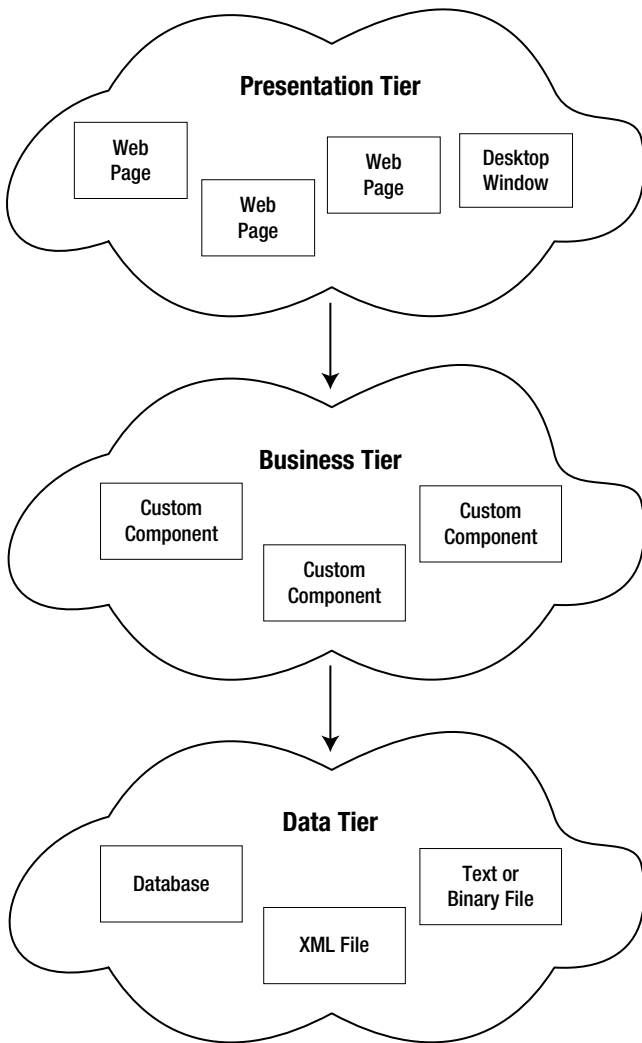 Presentation Tier
Web
Page
Web
Page
Web
Page
Desktop
Window
Business Tier
Custom
Component
Custom
Component
Custom
Component
Data Tier
Database
XML File
Text or
Binary File